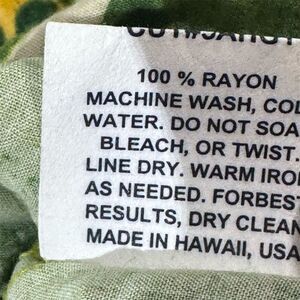 100 % RAYON
MACHINE WASH, COL
WATER. DO NOT SOA
BLEACH, OR TWIST.
LINE DRY. WARM IRO
AS NEEDED. FORBEST
RESULTS, DRY CLEAN
MADE IN HAWAII, USA